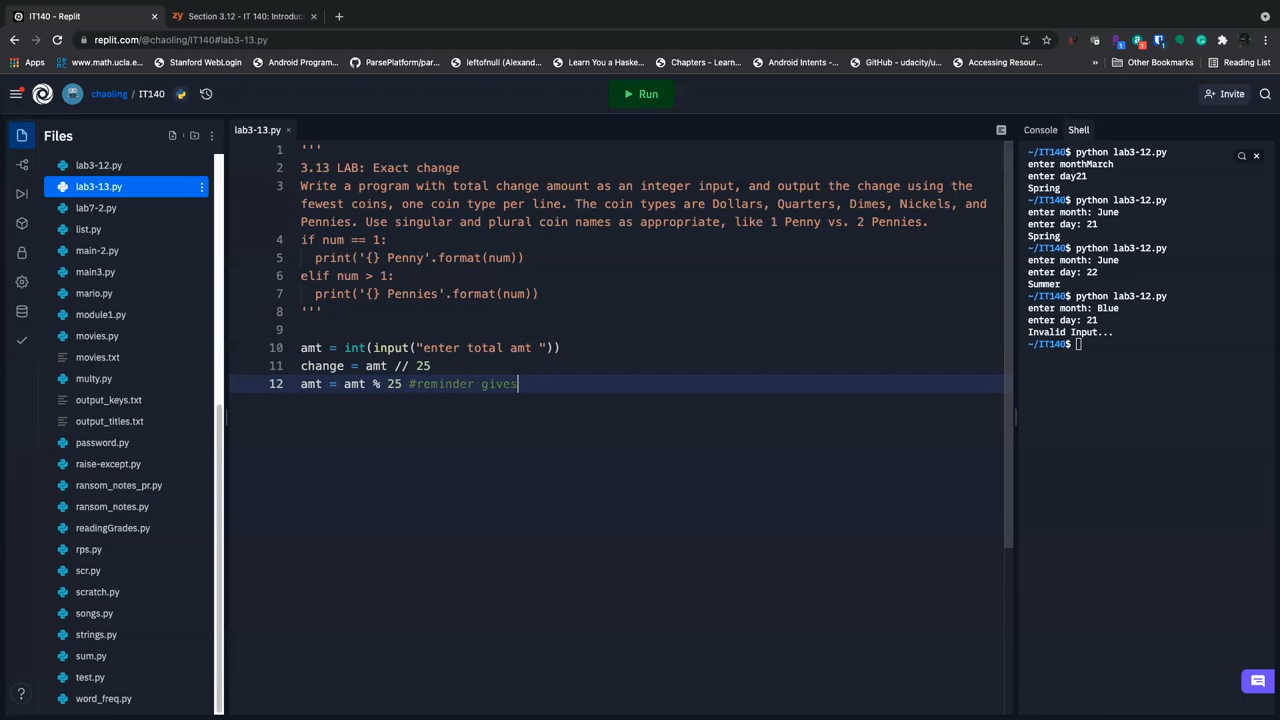 IT140 - Replit
zy Section 3.12 - IT 140: Introduc
replit.com/@chaoling/IT140#lab3-13.py
Apps www.math.ucla.e... Stanford WebLogin Android Program... ParsePlatform/par... leftofnull (Alexand... Learn You a Haske... Chapters - Learn... Android Intents -... GitHub - udacity/u... Accessing Resour... » Other Bookmarks Reading List
chaoling / IT140
Run
Invite
Files
lab3-12.py
lab3-13.py
lab7-2.py
list.py
main-2.py
main3.py
mario.py
module1.py
movies.py
movies.txt
multy.py
output_keys.txt
output_titles.txt
password.py
raise-except.py
ransom_notes_pr.py
ransom_notes.py
readingGrades.py
rps.py
scr.py
scratch.py
songs.py
strings.py
sum.py
test.py
word_freq.py
lab3-13.py
1 '''
2 3.13 LAB: Exact change
3 Write a program with total change amount as an integer input, and output the change using the
fewest coins, one coin type per line. The coin types are Dollars, Quarters, Dimes, Nickels, and
Pennies. Use singular and plural coin names as appropriate, like 1 Penny vs. 2 Pennies.
4 if num == 1:
5 print('{} Penny'.format(num))
6 elif num > 1:
7 print('{} Pennies'.format(num))
8 '''
9
10 amt = int(input("enter total amt "))
11 change = amt // 25
12 amt = amt % 25 #reminder gives
Console Shell
~/IT140$ python lab3-12.py
enter monthMarch
enter day21
Spring
~/IT140$ python lab3-12.py
enter month: June
enter day: 21
Spring
~/IT140$ python lab3-12.py
enter month: June
enter day: 22
Summer
~/IT140$ python lab3-12.py
enter month: Blue
enter day: 21
Invalid Input...
~/IT140$